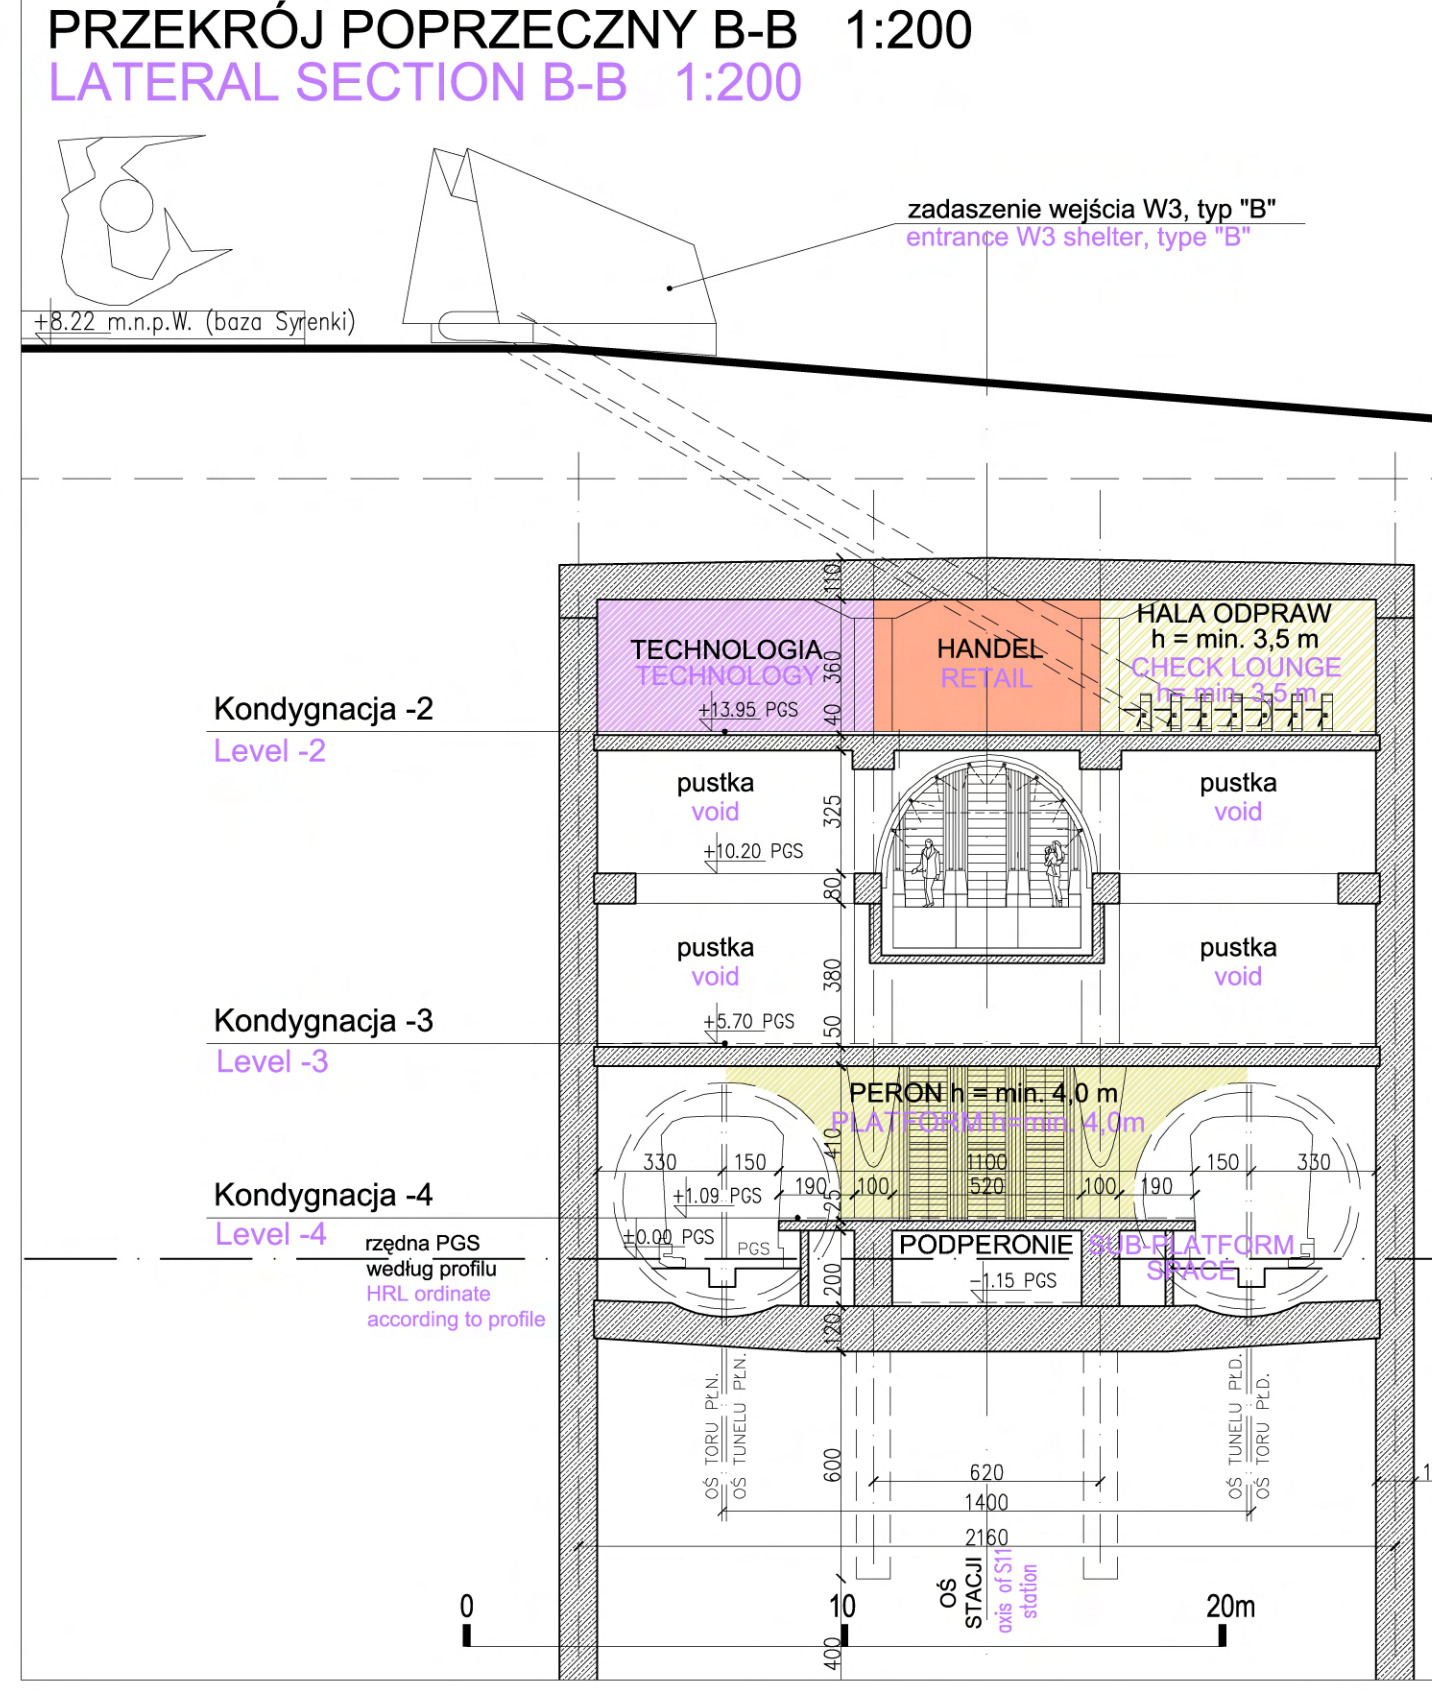 PRZEKRÓJ POPRZECZNY B-B 1:200
LATERAL SECTION B-B 1:200
zadaszenie wejścia W3, typ "B"
entrance W3 shelter, type "B"
+8.22 m.n.p.W. (baza Syrenki)
110
TECHNOLOGIA
TECHNOLOGY
360
HANDEL
RETAIL
HALA ODPRAW
h = min. 3,5 m
CHECK LOUNGE
h= min. 3,5 m
+13.95 PGS
40
Kondygnacja -2
Level -2
pustka
void
325
pustka
void
+10.20 PGS
80
pustka
void
380
pustka
void
+5.70 PGS
50
Kondygnacja -3
Level -3
PERON h = min. 4,0 m
PLATFORM h=min. 4,0m
410
330
150
1100
150
330
190
100
520
100
190
25
+1.09 PGS
Kondygnacja -4
Level -4
±0.00 PGS
PGS
rzędna PGS
według profilu
HRL ordinate
according to profile
PODPERONIE
SUB-PLATFORM
SPACE
-1.15 PGS
200
120
OŚ TORU PŁN.
OŚ TUNELU PŁN.
OŚ TUNELU PŁD.
OŚ TORU PŁD.
600
620
1400
2160
1
OŚ
STACJI
axis of S11
station
0
10
20m
400